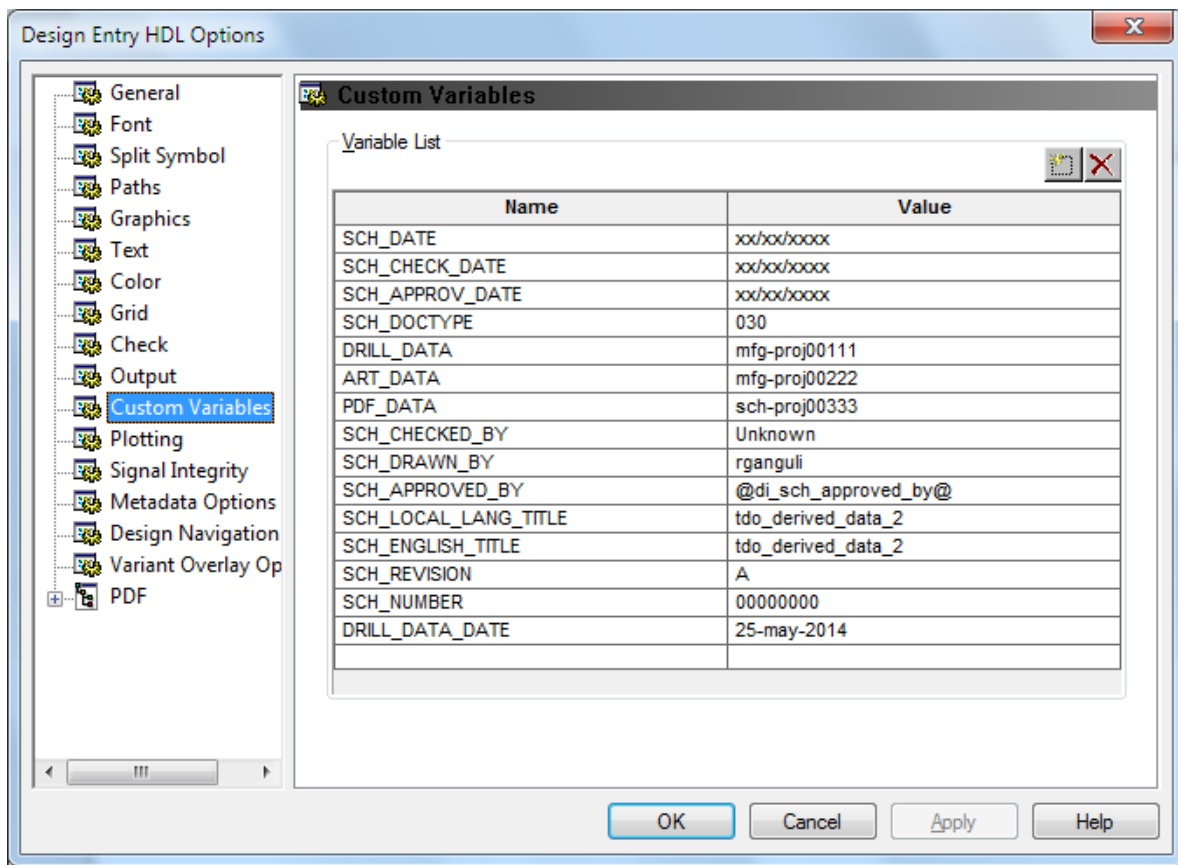 Design Entry HDL Options
General
Font
Split Symbol
Paths
Graphics
Text
Color
Grid
Check
Output
Custom Variables
Plotting
Signal Integrity
Metadata Options
Design Navigation
Variant Overlay Op
PDF
Custom Variables
Variable List
Name Value
SCH_DATE xx/xx/xxxx
SCH_CHECK_DATE xx/xx/xxxx
SCH_APPROV_DATE xx/xx/xxxx
SCH_DOCTYPE 030
DRILL_DATA mfg-proj00111
ART_DATA mfg-proj00222
PDF_DATA sch-proj00333
SCH_CHECKED_BY Unknown
SCH_DRAWN_BY rganguli
SCH_APPROVED_BY @di_sch_approved_by@
SCH_LOCAL_LANG_TITLE tdo_derived_data_2
SCH_ENGLISH_TITLE tdo_derived_data_2
SCH_REVISION A
SCH_NUMBER 00000000
DRILL_DATA_DATE 25-may-2014
OK Cancel Apply Help